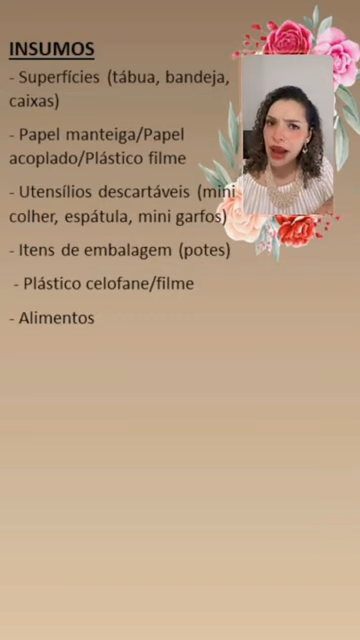 INSUMOS
- Superfícies (tábua, bandeja,
caixas)
- Papel manteiga/Papel
acoplado/Plástico filme
- Utensílios descartáveis (mini
colher, espátula, mini garfos)
- Itens de embalagem (potes)
- Plástico celofane/filme
- Alimentos